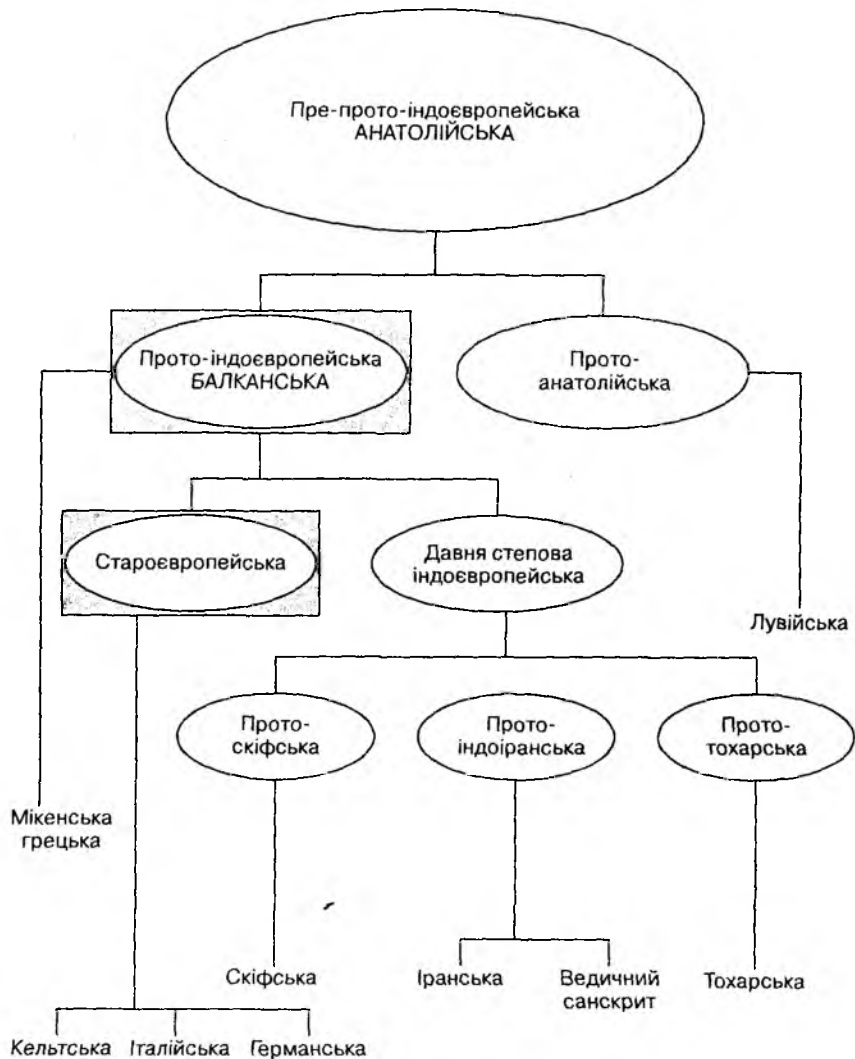 Пре-прото-індоєвропейська
АНАТОЛІЙСЬКА
Прото-індоєвропейська
БАЛКАНСЬКА
Прото-
анатолійська
Староєвропейська
Давня степова
індоєвропейська
Лувійська
Прото-
скіфська
Прото-
індоіранська
Прото-
тохарська
Мікенська
грецька
Скіфська
Іранська
Ведичний
санскрит
Тохарська
Кельтська
Італійська
Германська